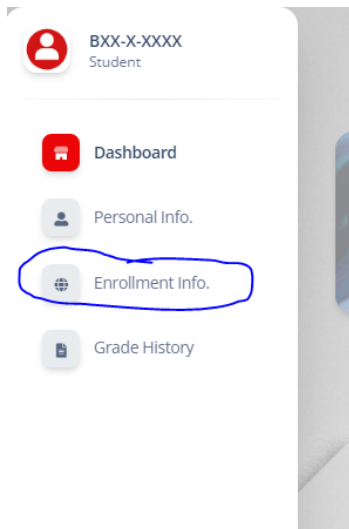 BXX-X-XXXX
Student
Dashboard
Personal Info.
Enrollment Info.
Grade History